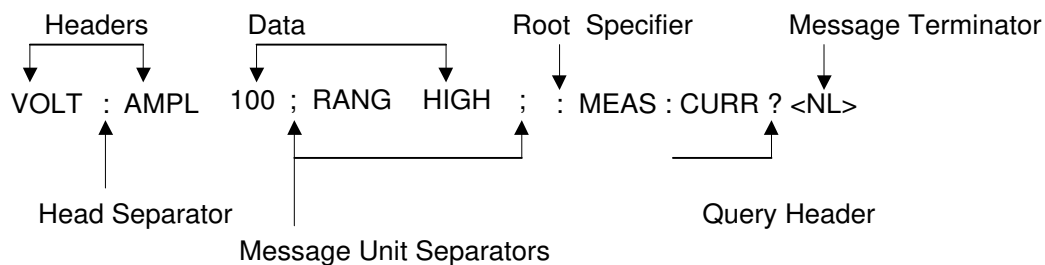 Headers Data Root Specifier Message Terminator
VOLT : AMPL 100 ; RANG HIGH ; : MEAS : CURR ? <NL>
Head Separator Query Header
Message Unit Separators